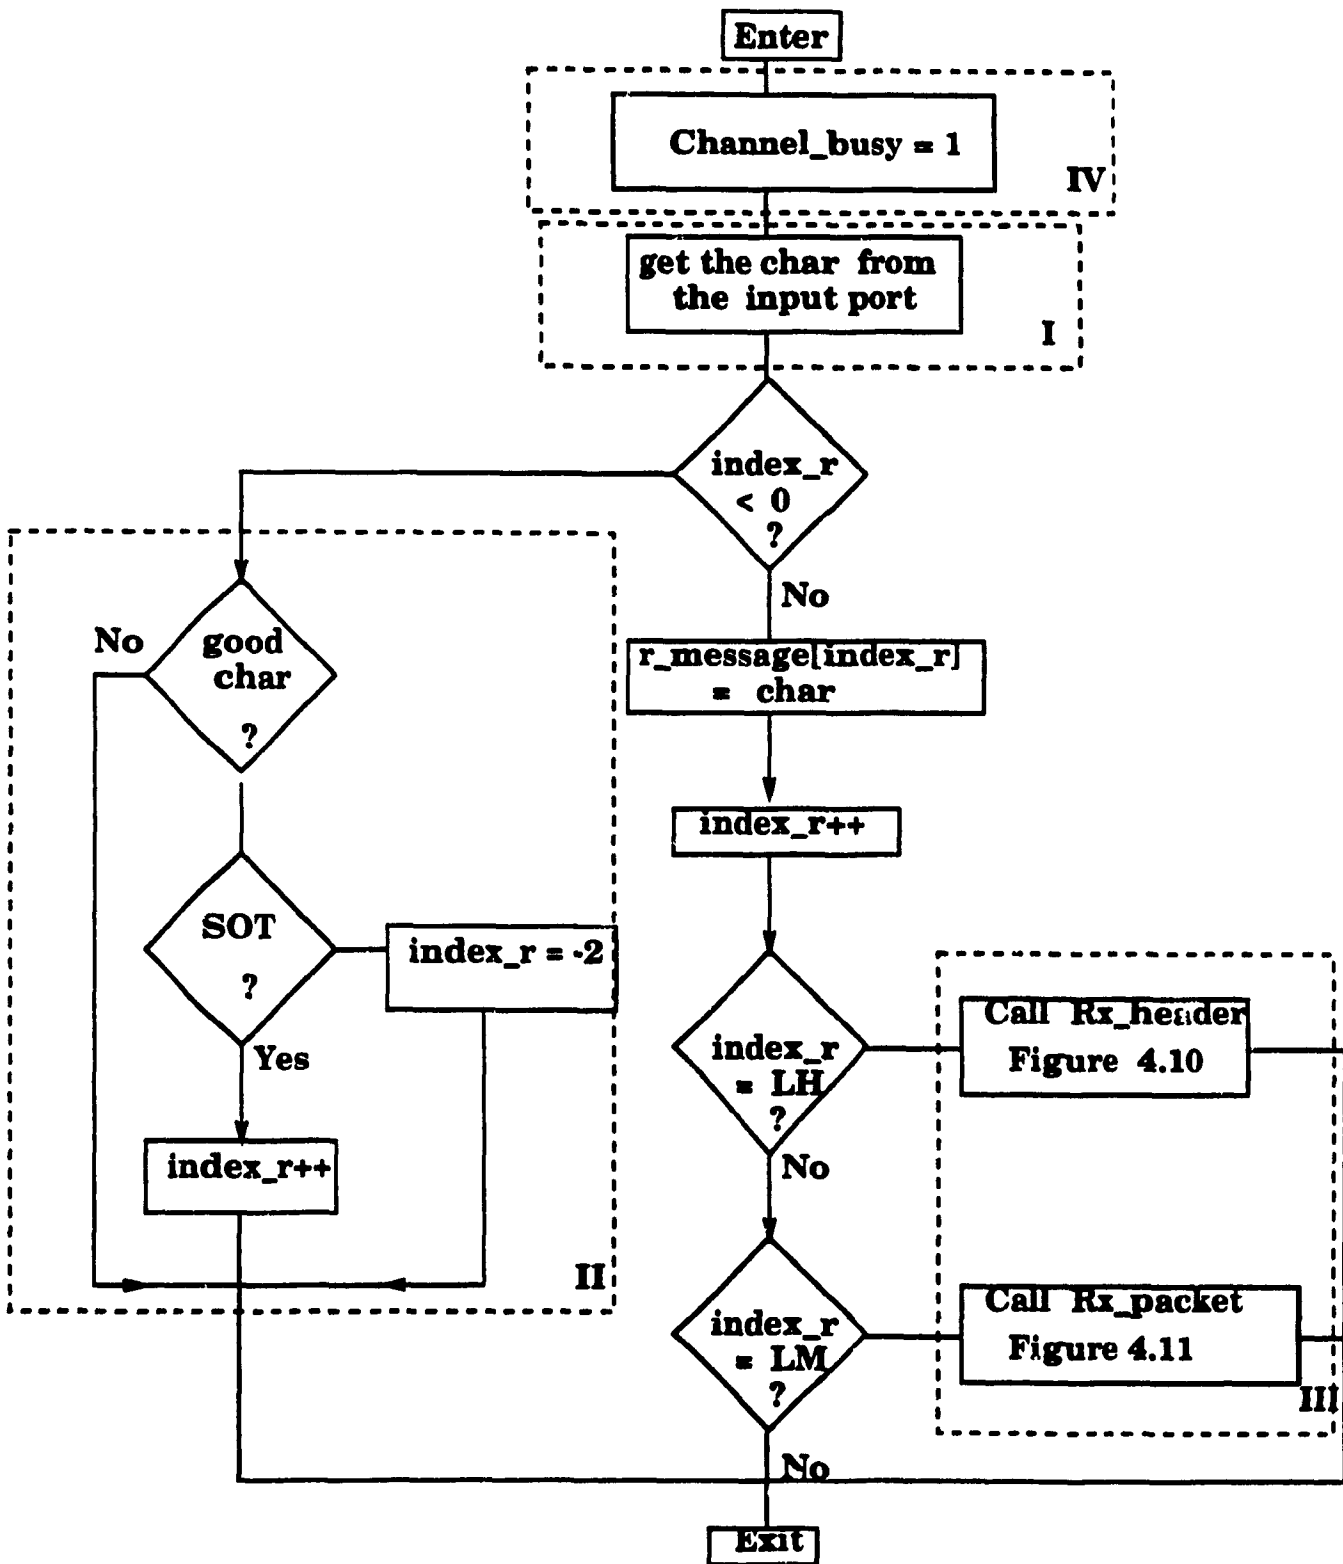 Enter
Channel_busy = 1
IV
get the char from
the input port
I
index_r
< 0
?
No
No
good
char
?
r_message[index_r]
= char
index_r++
SOT
?
index_r = -2
Yes
index_r++
II
index_r
= LH
?
No
Call Rx_header
Figure 4.10
index_r
= LM
?
No
Call Rx_packet
Figure 4.11
III
Exit